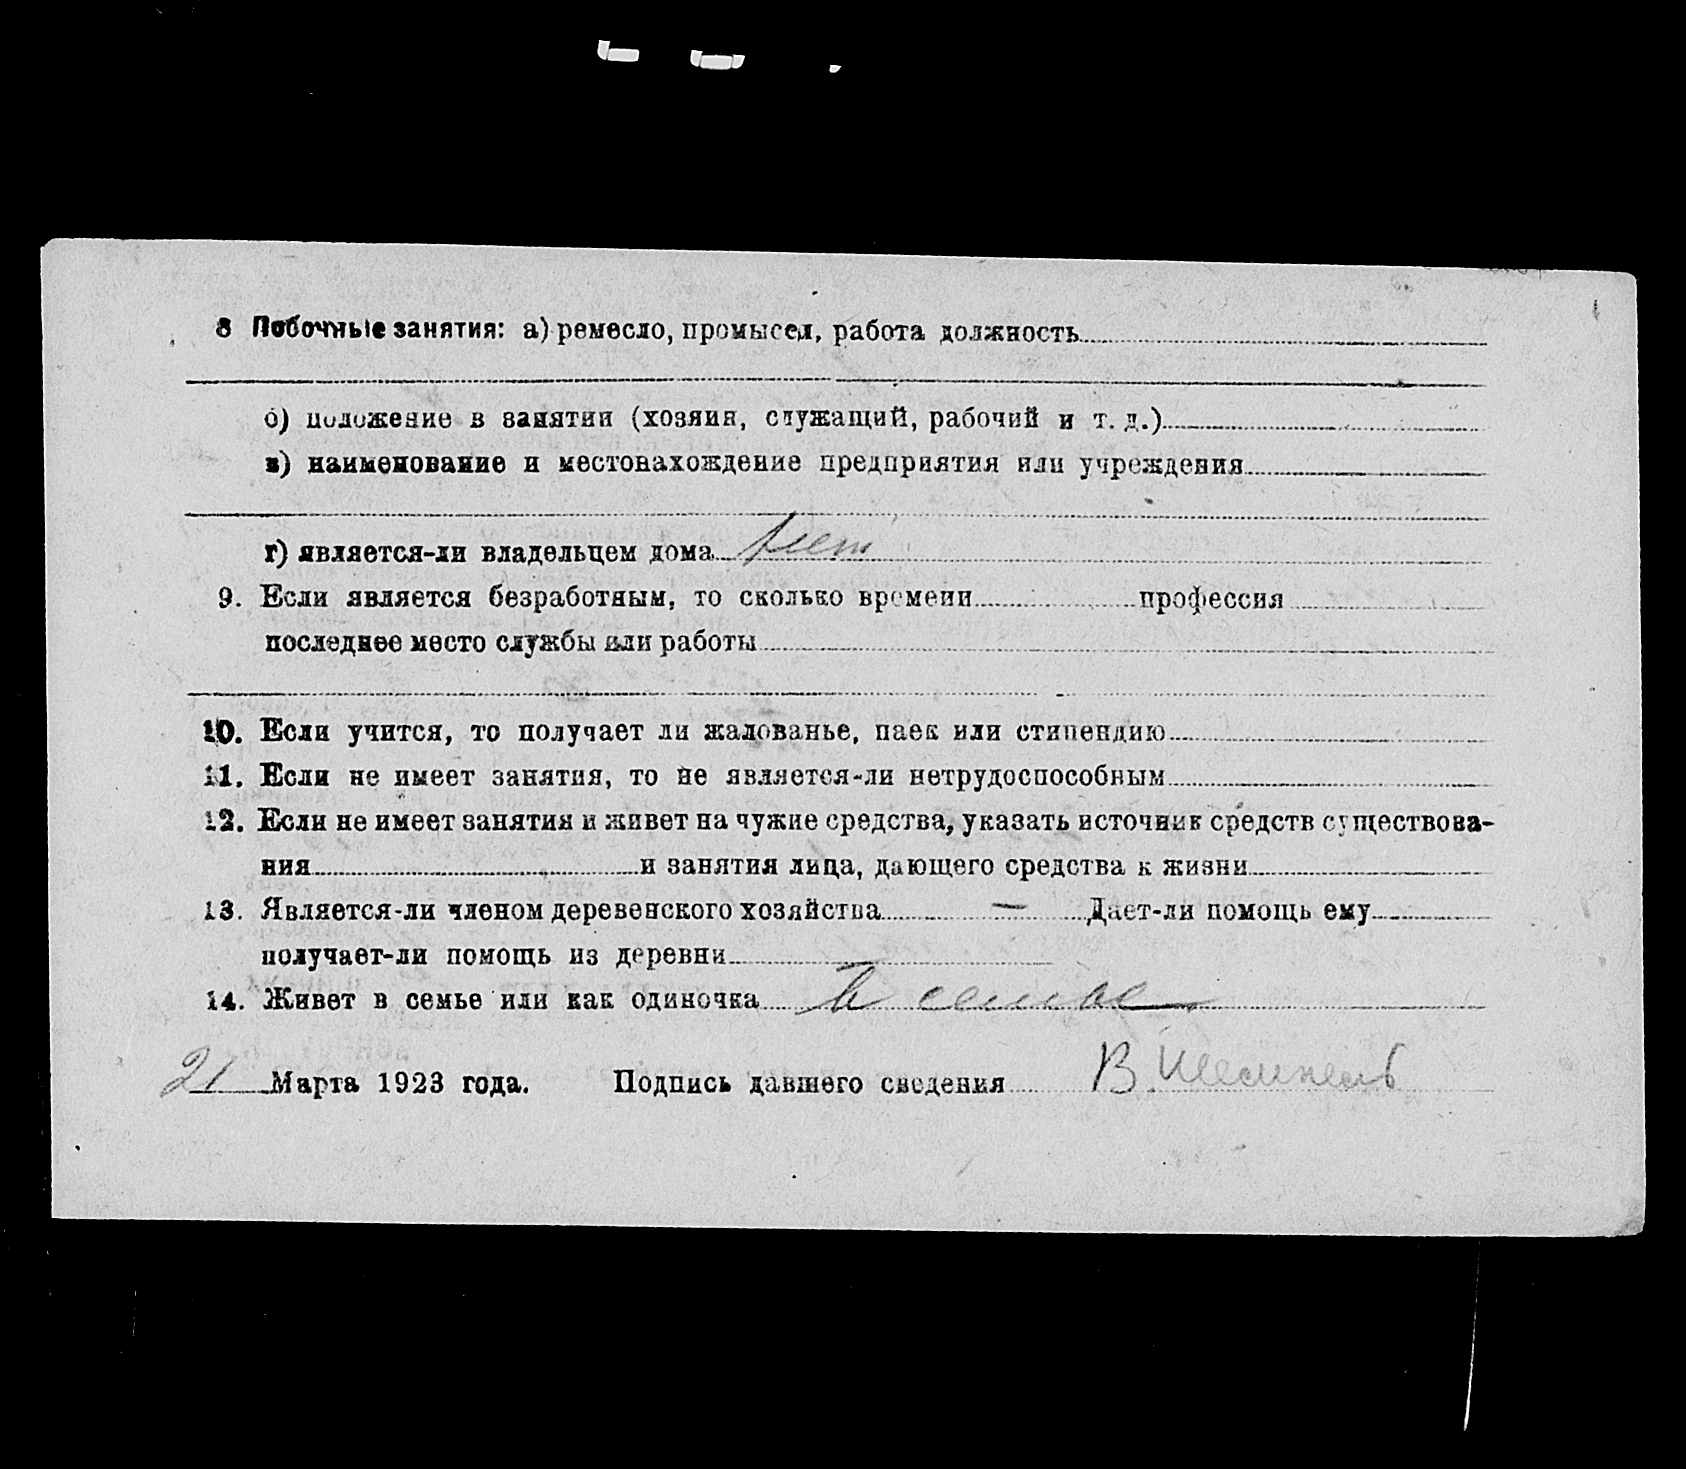 8 Побочные занятия: а) ремесло, промысел, работа должность
б) положение в занятии (хозяин, служащий, рабочий и т. д.)
в) наименование и местонахождение предприятия или учреждения
г) является-ли владельцем дома нет
9. Если является безработным, то сколько времени профессия
последнее место службы или работы
10. Если учится, то получает ли жалованье, паек или стипендию
11. Если не имеет занятия, то не является-ли нетрудоспособным
12. Если не имеет занятия и живет на чужие средства, указать источник средств существова-
ния и занятия лица, дающего средства к жизни
13. Является-ли членом деревенского хозяйства — Дает-ли помощь ему
получает-ли помощь из деревни
14. Живет в семье или как одиночка В семье
21 Марта 1923 года. Подпись давшего сведения В.